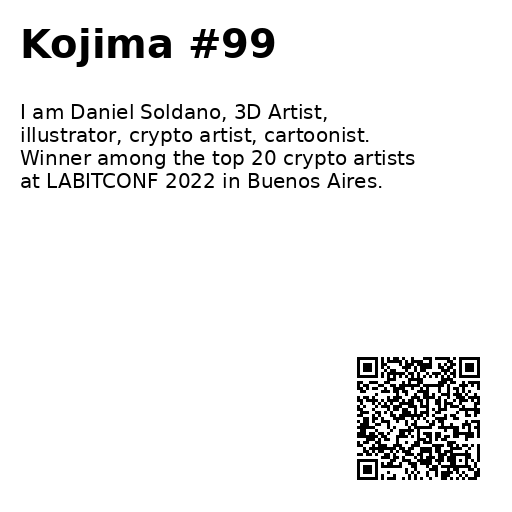 Kojima #99
I am Daniel Soldano, 3D Artist,
illustrator, crypto artist, cartoonist.
Winner among the top 20 crypto artists
at LABITCONF 2022 in Buenos Aires.